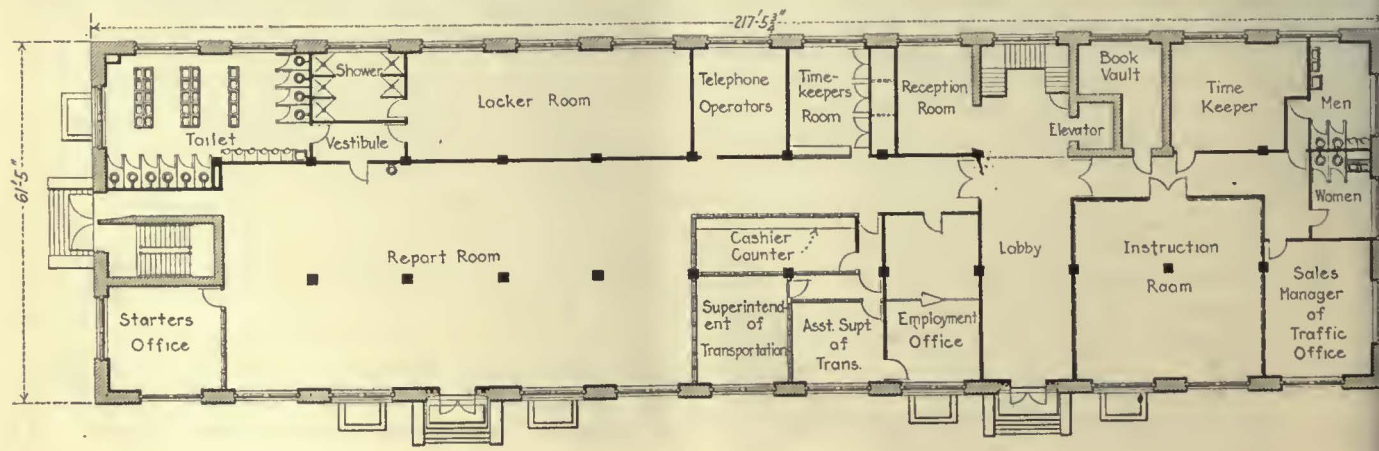 217'-5 3/4"
61'-5"
Toilet
Shower
Vestibule
Locker Room
Telephone
Operators
Time-
keepers
Room
Reception
Room
Elevator
Book
Vault
Time
Keeper
Men
Women
Report Room
Starters
Office
Cashier
Counter
Superintend-
ent of
Transportation
Asst. Supt
of
Trans.
Employment
Office
Lobby
Instruction
Room
Sales
Manager
of
Traffic
Office